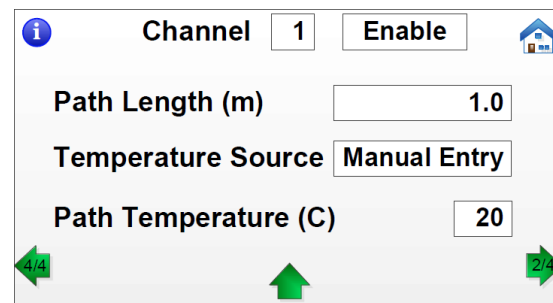 i Channel 1 Enable
Path Length (m) 1.0
Temperature Source Manual Entry
Path Temperature (C) 20
4/4 2/4